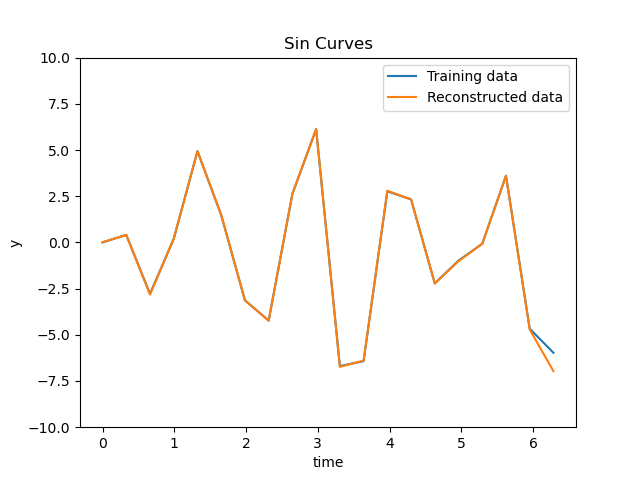 Sin Curves
Training data
Reconstructed data
10.0
7.5
5.0
2.5
0.0
−2.5
−5.0
−7.5
−10.0
y
0 1 2 3 4 5 6
time